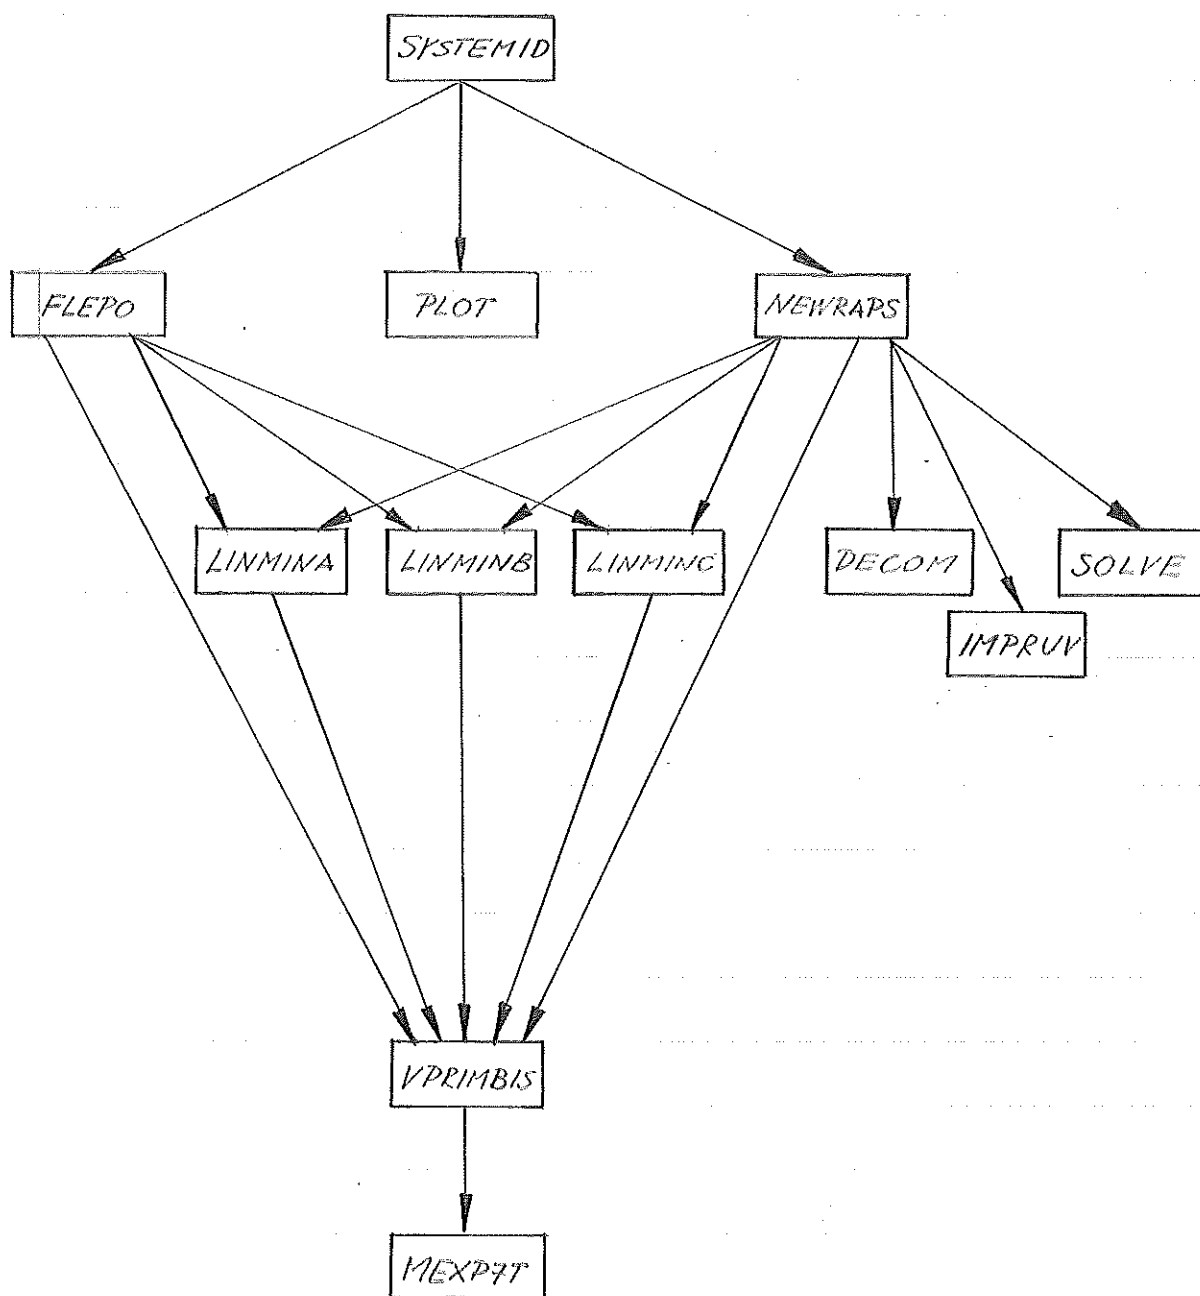 SYSTEMID
FLEPO
PLOT
NEWRAPS
LINMINA
LINMINB
LINMINC
DECOM
SOLVE
IMPRUV
VPRIMBIS
MEXP7T